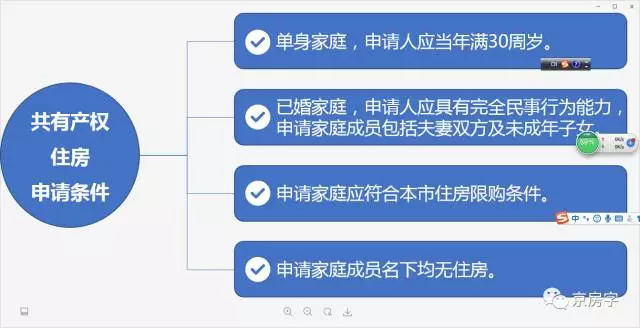 单身家庭，申请人应当年满30周岁。
已婚家庭，申请人应具有完全民事行为能力，
申请家庭成员包括夫妻双方及未成年子女。
共有产权
住房
申请条件
申请家庭应符合本市住房限购条件。
申请家庭成员名下均无住房。
59%
0K/s
0K/s
中
京房字